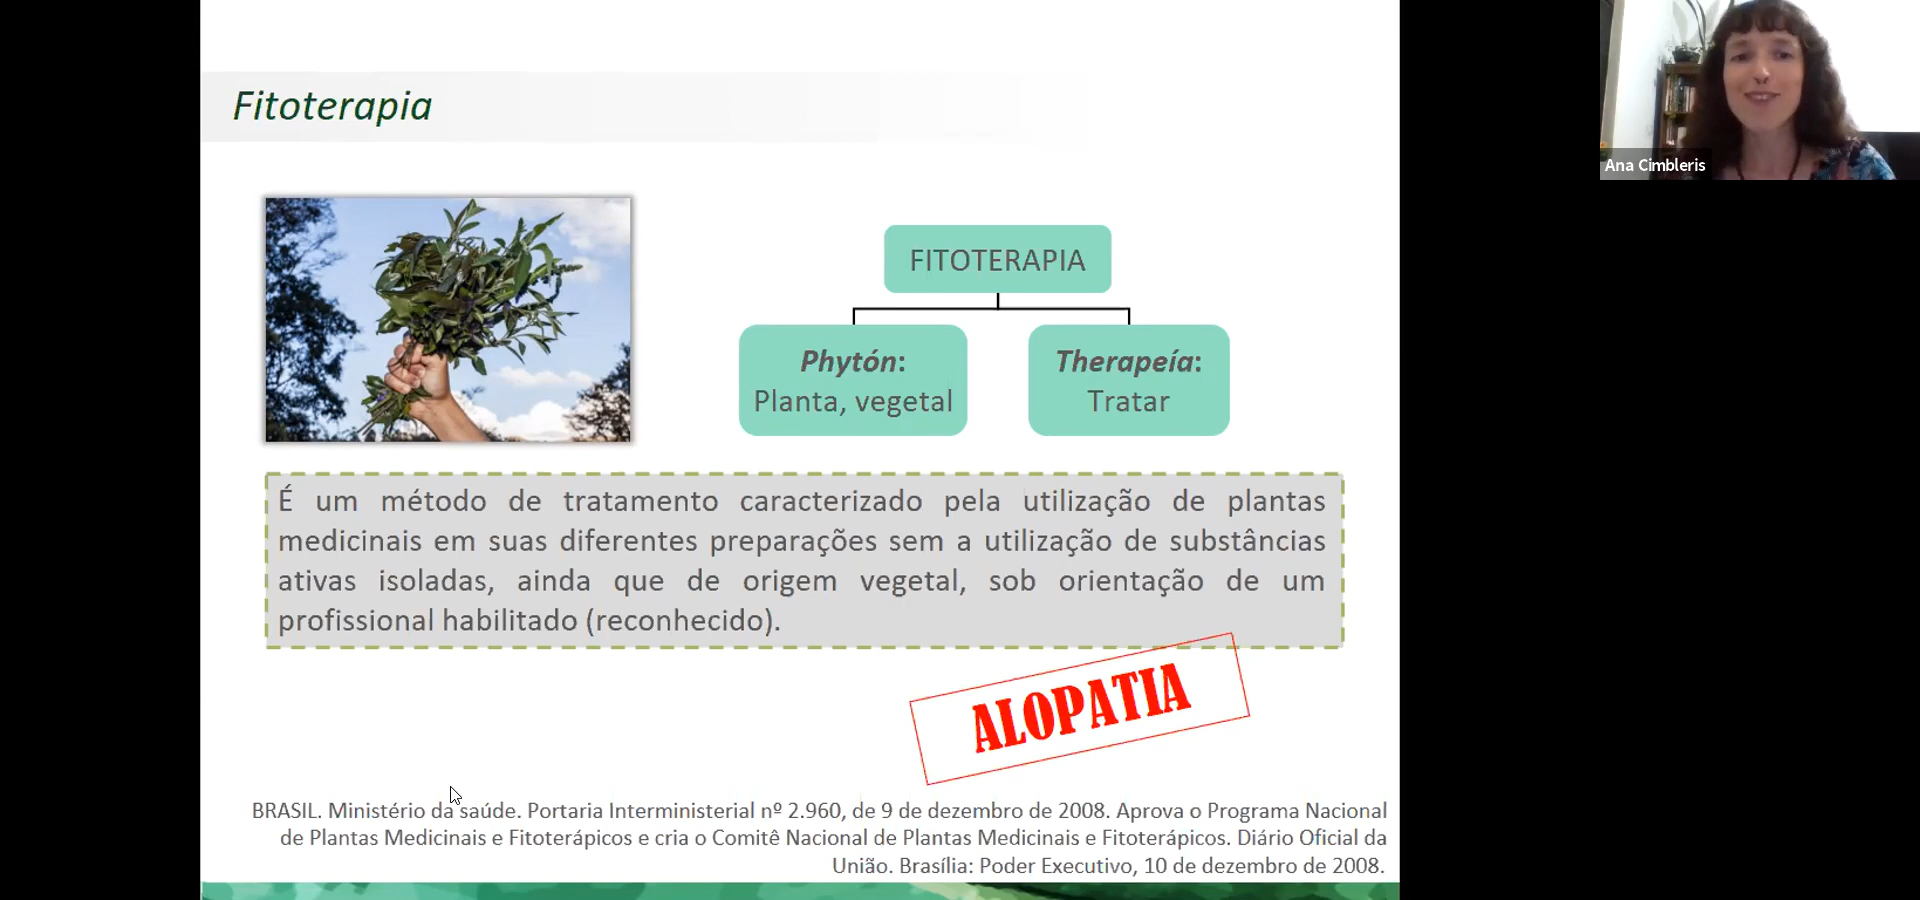 Fitoterapia
FITOTERAPIA
Phytón:
Planta, vegetal
Therapeía:
Tratar
É um método de tratamento caracterizado pela utilização de plantas
medicinais em suas diferentes preparações sem a utilização de substâncias
ativas isoladas, ainda que de origem vegetal, sob orientação de um
profissional habilitado (reconhecido).
ALOPATIA
BRASIL. Ministério da saúde. Portaria Interministerial nº 2.960, de 9 de dezembro de 2008. Aprova o Programa Nacional
de Plantas Medicinais e Fitoterápicos e cria o Comitê Nacional de Plantas Medicinais e Fitoterápicos. Diário Oficial da
União. Brasília: Poder Executivo, 10 de dezembro de 2008.
Ana Cimbleris